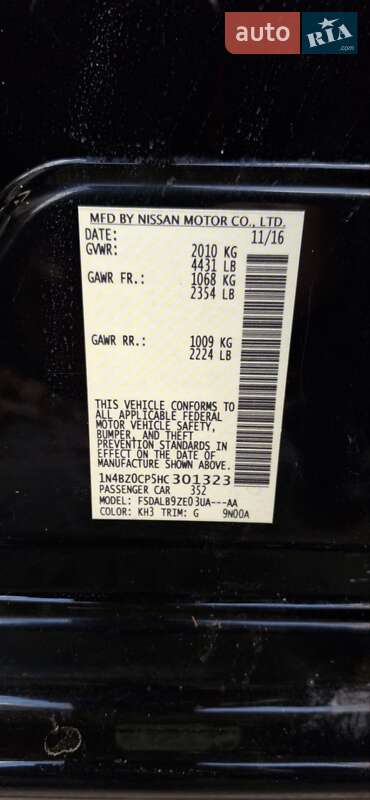 auto RIA.com
MFD BY NISSAN MOTOR CO., LTD.
DATE: 11/16
GVWR: 2010 KG
4431 LB
GAWR FR.: 1068 KG
2354 LB
GAWR RR.: 1009 KG
2224 LB
THIS VEHICLE CONFORMS TO
ALL APPLICABLE FEDERAL
MOTOR VEHICLE SAFETY,
BUMPER, AND THEFT
PREVENTION STANDARDS IN
EFFECT ON THE DATE OF
MANUFACTURE SHOWN ABOVE.
1N4BZ0CP5HC301323
PASSENGER CAR 352
MODEL: FSDALB9ZE03UA---AA
COLOR: KH3 TRIM: G 9N00A